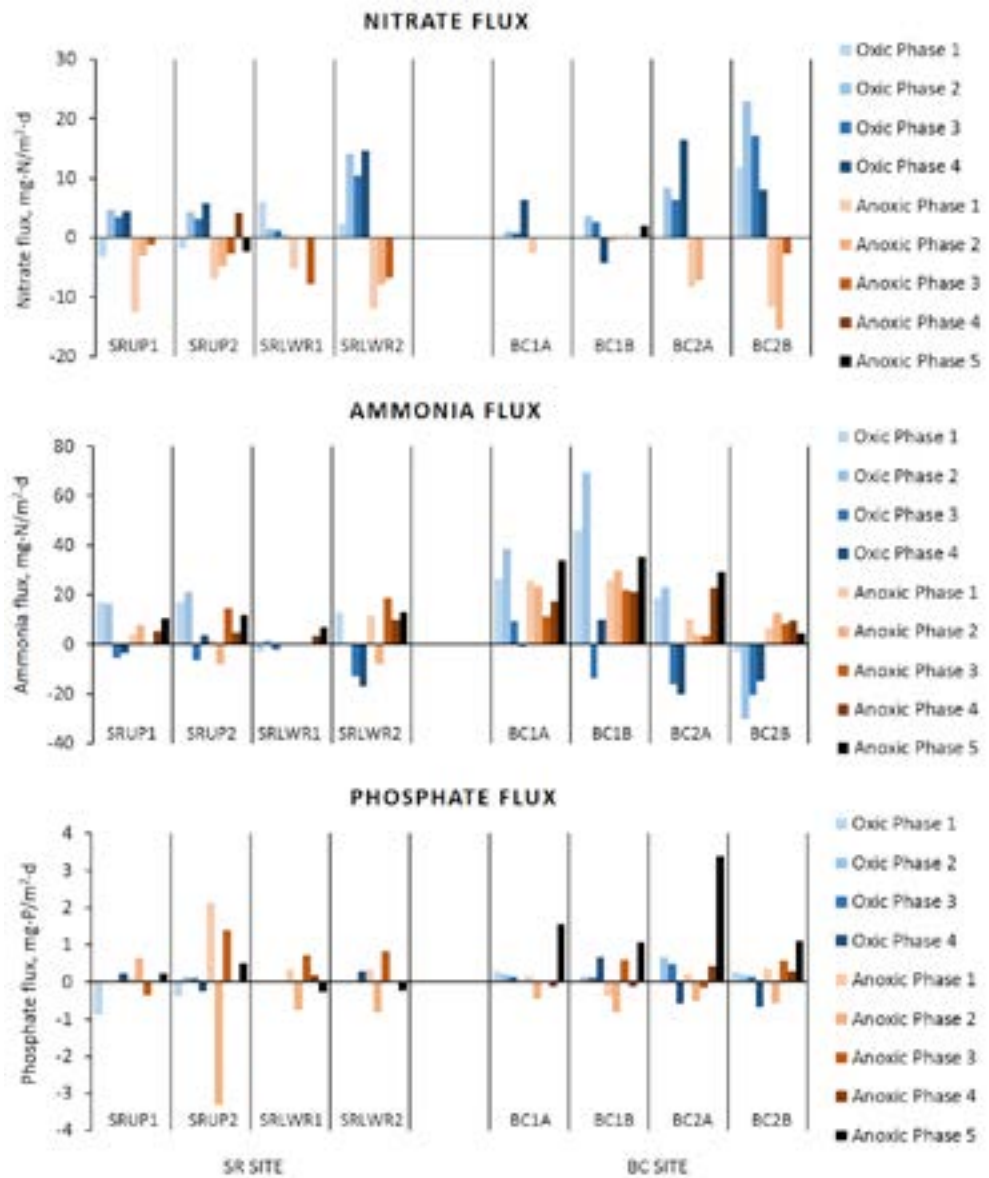 NITRATE FLUX
Nitrate flux, mg-N/m²-d
30
20
10
0
-10
-20
SRUP1 SRUP2 SRLWR1 SRLWR2 BC1A BC1B BC2A BC2B
Oxic Phase 1
Oxic Phase 2
Oxic Phase 3
Oxic Phase 4
Anoxic Phase 1
Anoxic Phase 2
Anoxic Phase 3
Anoxic Phase 4
Anoxic Phase 5
AMMONIA FLUX
Ammonia flux, mg-N/m²-d
80
60
40
20
0
-20
-40
SRUP1 SRUP2 SRLWR1 SRLWR2 BC1A BC1B BC2A BC2B
Oxic Phase 1
Oxic Phase 2
Oxic Phase 3
Oxic Phase 4
Anoxic Phase 1
Anoxic Phase 2
Anoxic Phase 3
Anoxic Phase 4
Anoxic Phase 5
PHOSPHATE FLUX
Phosphate flux, mg-P/m²-d
4
3
2
1
0
-1
-2
-3
-4
SRUP1 SRUP2 SRLWR1 SRLWR2 BC1A BC1B BC2A BC2B
Oxic Phase 1
Oxic Phase 2
Oxic Phase 3
Oxic Phase 4
Anoxic Phase 1
Anoxic Phase 2
Anoxic Phase 3
Anoxic Phase 4
Anoxic Phase 5
SR SITE BC SITE